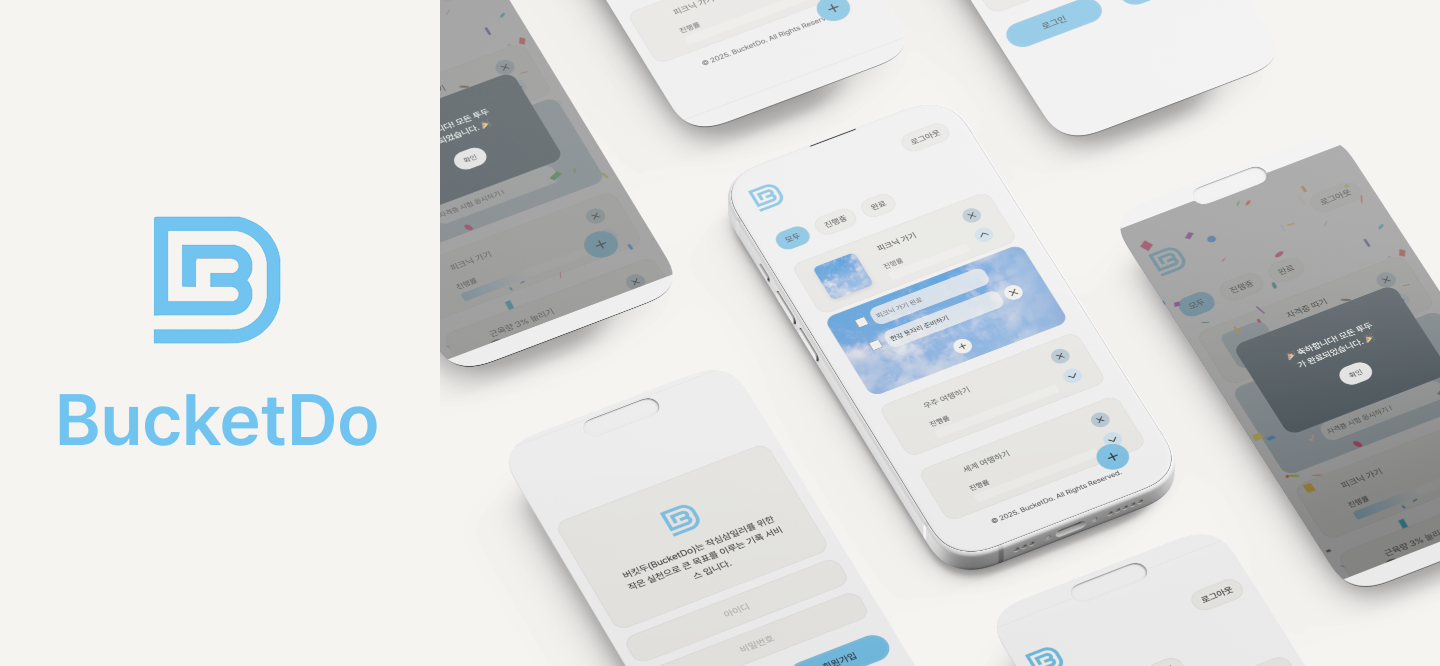 BucketDo
니다! 모든 투두
되었습니다. 🎉
확인
자격증 시험 응시하기 !
피크닉 가기
진행률
근육량 3% 늘리기
피크닉 가기
진행률
© 2025. BucketDo. All Rights Reserv
로그인
로그아웃
모두
진행중
완료
피크닉 가기
진행률
피크닉 가기 완료
한강 돗자리 준비하기
우주 여행하기
진행률
세계 여행하기
진행률
© 2025. BucketDo. All Rights Reserved.
로그아웃
모두
진행중
완료
자격증 따기
🎉 축하합니다! 모든 투두
가 완료되었습니다. 🎉
확인
자격증 시험 응시하기 !
피크닉 가기
진행률
근육량 3% 늘리
버킷두(BucketDo)는 작심삼일러를 위한
작은 실천으로 큰 목표를 이루는 기록 서비
스 입니다.
아이디
비밀번호
회원가입
로그아웃